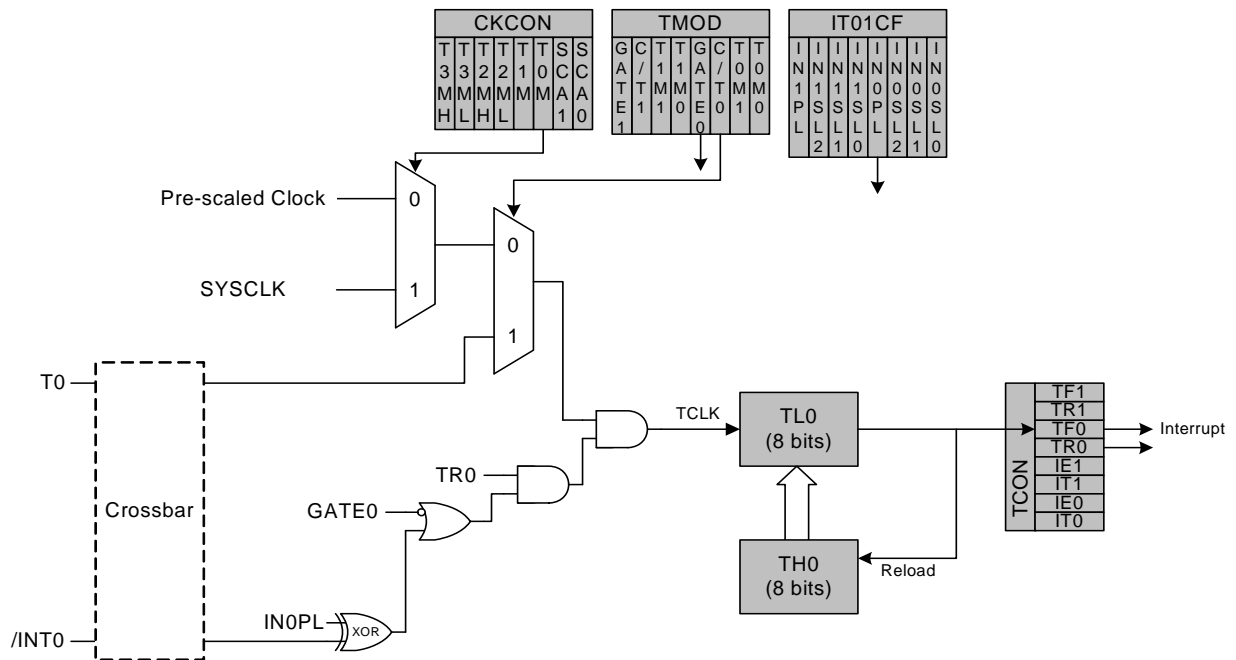 CKCON
TMOD
IT01CF
T3MH
T3ML
T2MH
T2ML
T1M
T0M
SCA1
SCA0
GATE1
C/T1
T1M1
T1M0
GATE0
C/T0
T0M1
T0M0
IN1PL
IN1SL2
IN1SL1
IN1SL0
IN0PL
IN0SL2
IN0SL1
IN0SL0
Pre-scaled Clock
0
SYSCLK
1
0
1
T0
Crossbar
/INT0
GATE0
TR0
IN0PL
XOR
TCLK
TL0
(8 bits)
TH0
(8 bits)
Reload
TCON
TF1
TR1
TF0
TR0
IE1
IT1
IE0
IT0
Interrupt